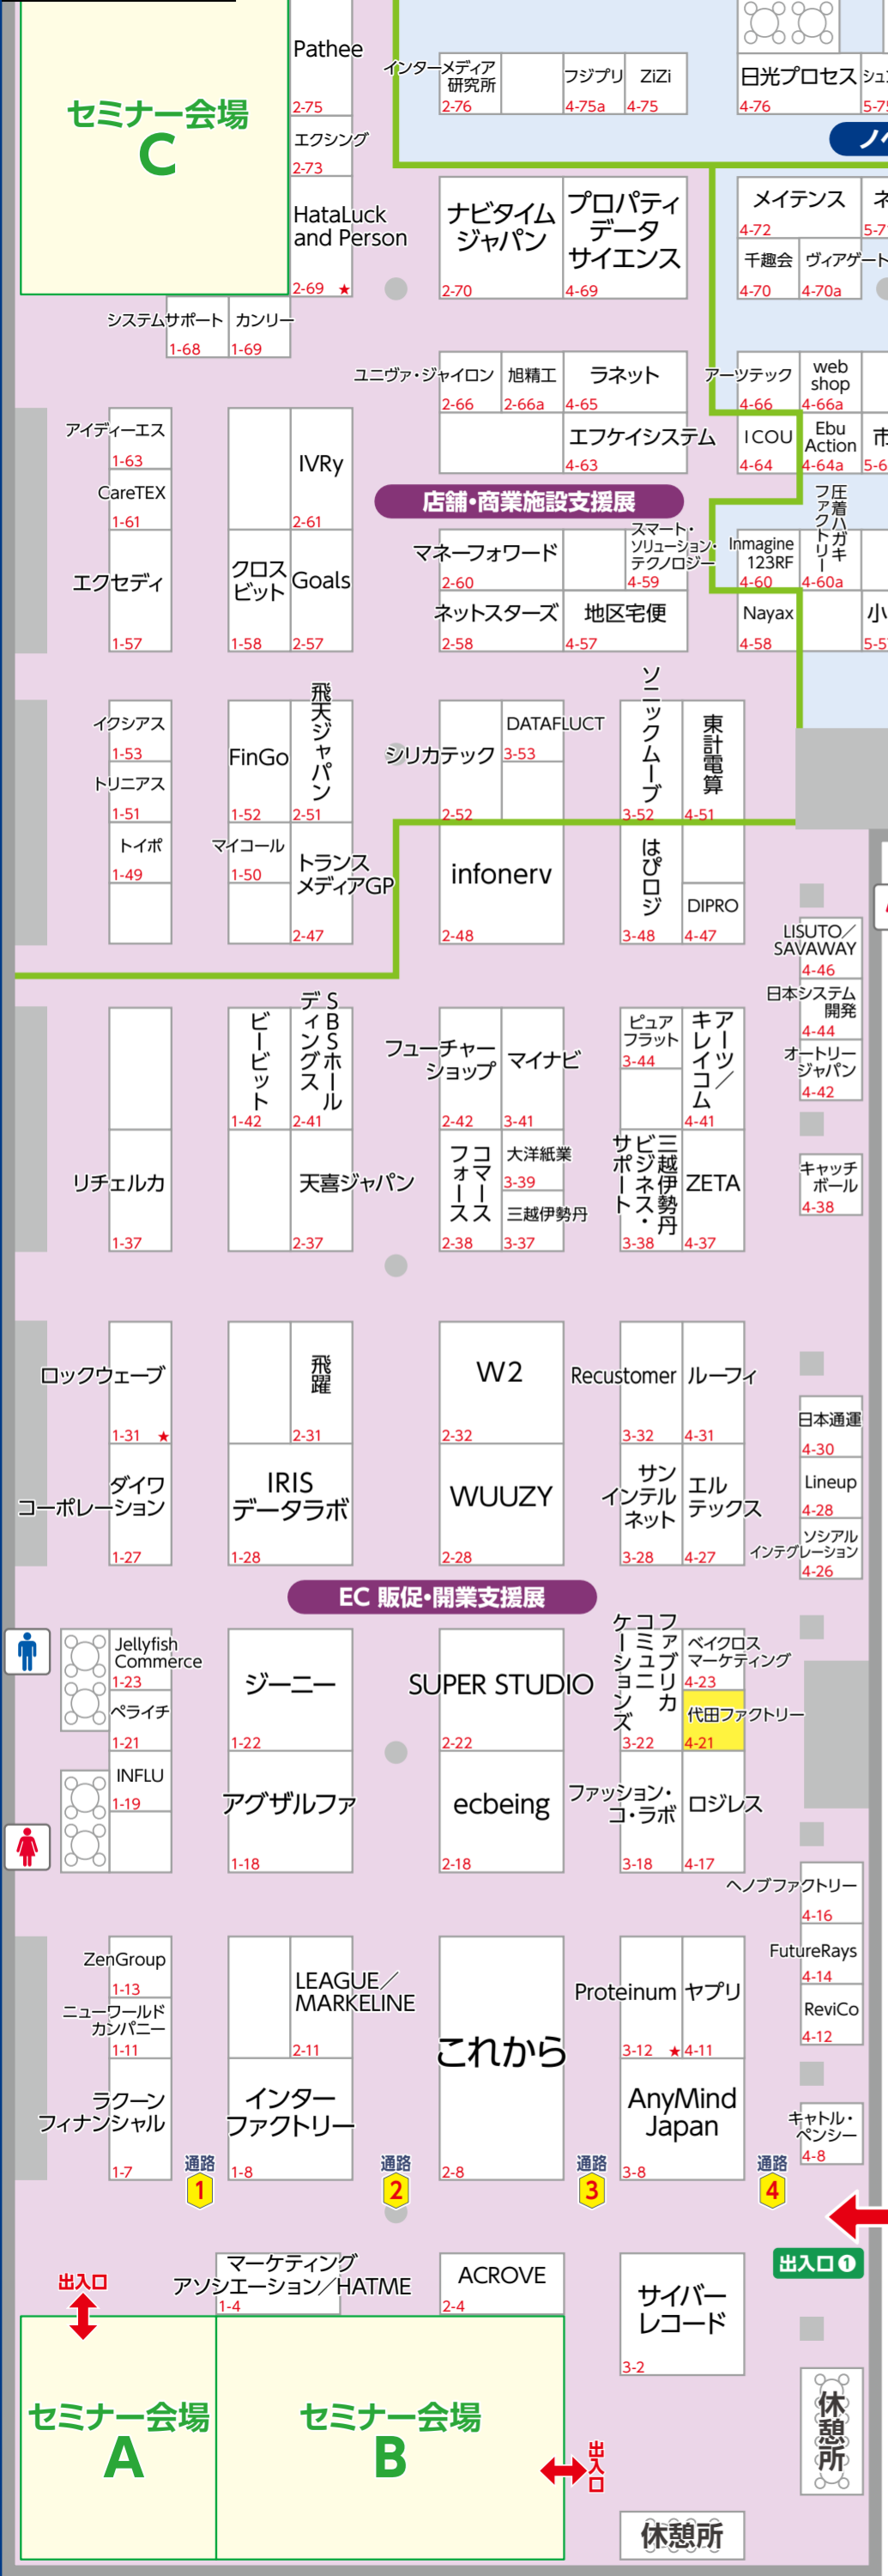 セミナー会場
C
Pathee
2-75
エクシング
2-73
HataLuck
and Person
2-69 ★
システムサポート
1-68
カンリー
1-69
インターメディア
研究所
2-76
フジプリ
4-75a
ZiZi
4-75
日光プロセス
4-76
ナビタイム
ジャパン
2-70
プロパティ
データ
サイエンス
4-69
メイテンス
4-72
千趣会
4-70
ヴィアゲート
4-70a
ユニヴァ・ジャイロン
2-66
旭精工
2-66a
ラネット
4-65
エフケイシステム
4-63
アーツテック
4-66
web
shop
4-66a
ICOU
4-64
Ebu
Action
4-64a
アイディーエス
1-63
CareTEX
1-61
エクセディ
1-57
IVRy
2-61
クロス
ビット
1-58
Goals
2-57
店舗・商業施設支援展
マネーフォワード
2-60
スマート・
ソリューション・
テクノロジー
4-59
ネットスターズ
2-58
地区宅便
4-57
Inmagine
123RF
4-60
圧着ハガキ
ファクトリー
4-60a
Nayax
4-58
イクシアス
1-53
トリニアス
1-51
トイポ
1-49
FinGo
1-52
飛天ジャパン
2-51
マイコール
1-50
トランス
メディアGP
2-47
シリカテック
2-52
DATAFLUCT
3-53
infonerv
2-48
ソニックムーブ
3-52
東計電算
4-51
はぴロジ
3-48
DIPRO
4-47
LISUTO／
SAVAWAY
4-46
日本システム
開発
4-44
オートリー
ジャパン
4-42
キャッチ
ボール
4-38
リチェルカ
1-37
ビービット
1-42
SBSホール
ディングス
2-41
天喜ジャパン
2-37
フューチャー
ショップ
2-42
マイナビ
3-41
コマース
フォース
2-38
大洋紙業
3-39
三越伊勢丹
3-37
ピュア
フラット
3-44
アーツ／
キレイコム
4-41
三越伊勢丹
ビジネス・
サポート
3-38
ZETA
4-37
ロックウェーブ
1-31 ★
ダイワ
コーポレーション
1-27
飛躍
2-31
IRIS
データラボ
1-28
W2
2-32
WUUZY
2-28
Recustomer
3-32
ルーフィ
4-31
サン
インテル
ネット
3-28
エル
テックス
4-27
日本通運
4-30
Lineup
4-28
ソシアル
インテグレーション
4-26
EC 販促・開業支援展
Jellyfish
Commerce
1-23
ペライチ
1-21
INFLU
1-19
ジーニー
1-22
アグザルファ
1-18
SUPER STUDIO
2-22
ecbeing
2-18
ファブリカ
コミュニ
ケーションズ
3-22
ベイクロス
マーケティング
4-23
代田ファクトリー
4-21
ファッション・
コ・ラボ
3-18
ロジレス
4-17
ヘノブファクトリー
4-16
FutureRays
4-14
ReviCo
4-12
キャトル・
ペンシー
4-8
ZenGroup
1-13
ニューワールド
カンパニー
1-11
ラクーン
フィナンシャル
1-7
LEAGUE／
MARKELINE
2-11
インター
ファクトリー
1-8
これから
2-8
Proteinum
3-12 ★
ヤプリ
4-11
AnyMind
Japan
3-8
通路
1
通路
2
通路
3
通路
4
出入口1
出入口
マーケティング
アソシエーション／HATME
1-4
ACROVE
2-4
サイバー
レコード
3-2
セミナー会場
A
セミナー会場
B
出入口
休憩所
休憩所